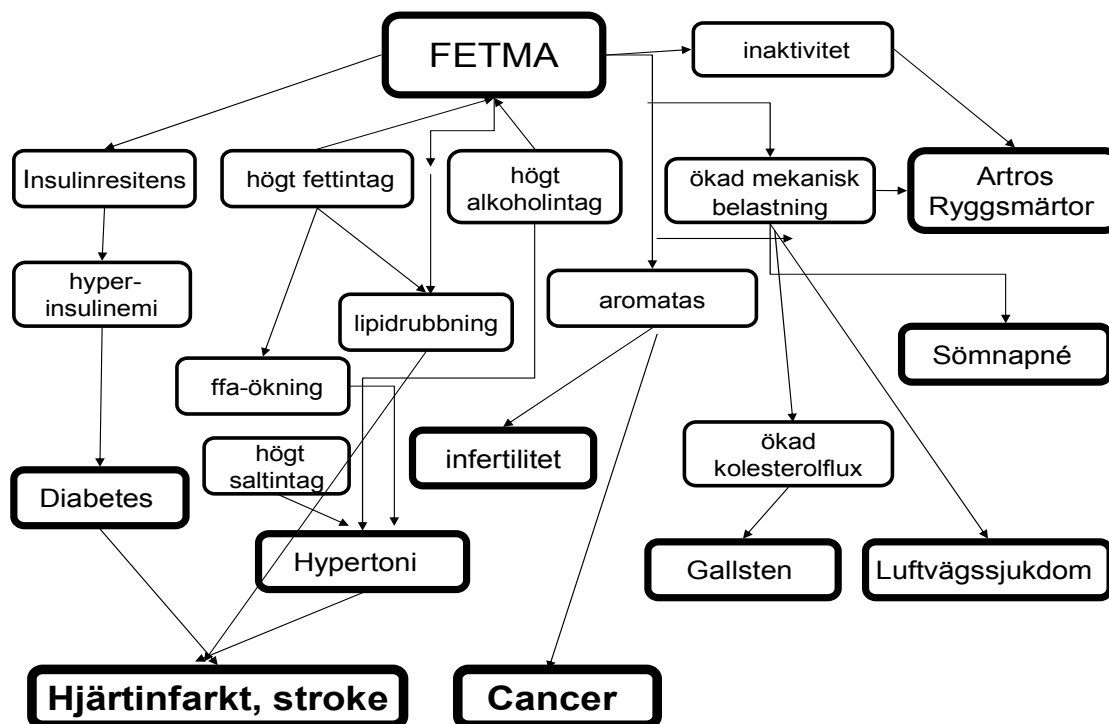 FETMA
inaktivitet
Insulinresitens
högt fettintag
högt
alkoholintag
ökad mekanisk
belastning
Artros
Ryggsmärtor
hyper-
insulinemi
lipidrubbning
aromatas
Sömnapné
ffa-ökning
högt
saltintag
infertilitet
ökad
kolesterolflux
Diabetes
Hypertoni
Gallsten
Luftvägssjukdom
Hjärtinfarkt, stroke
Cancer